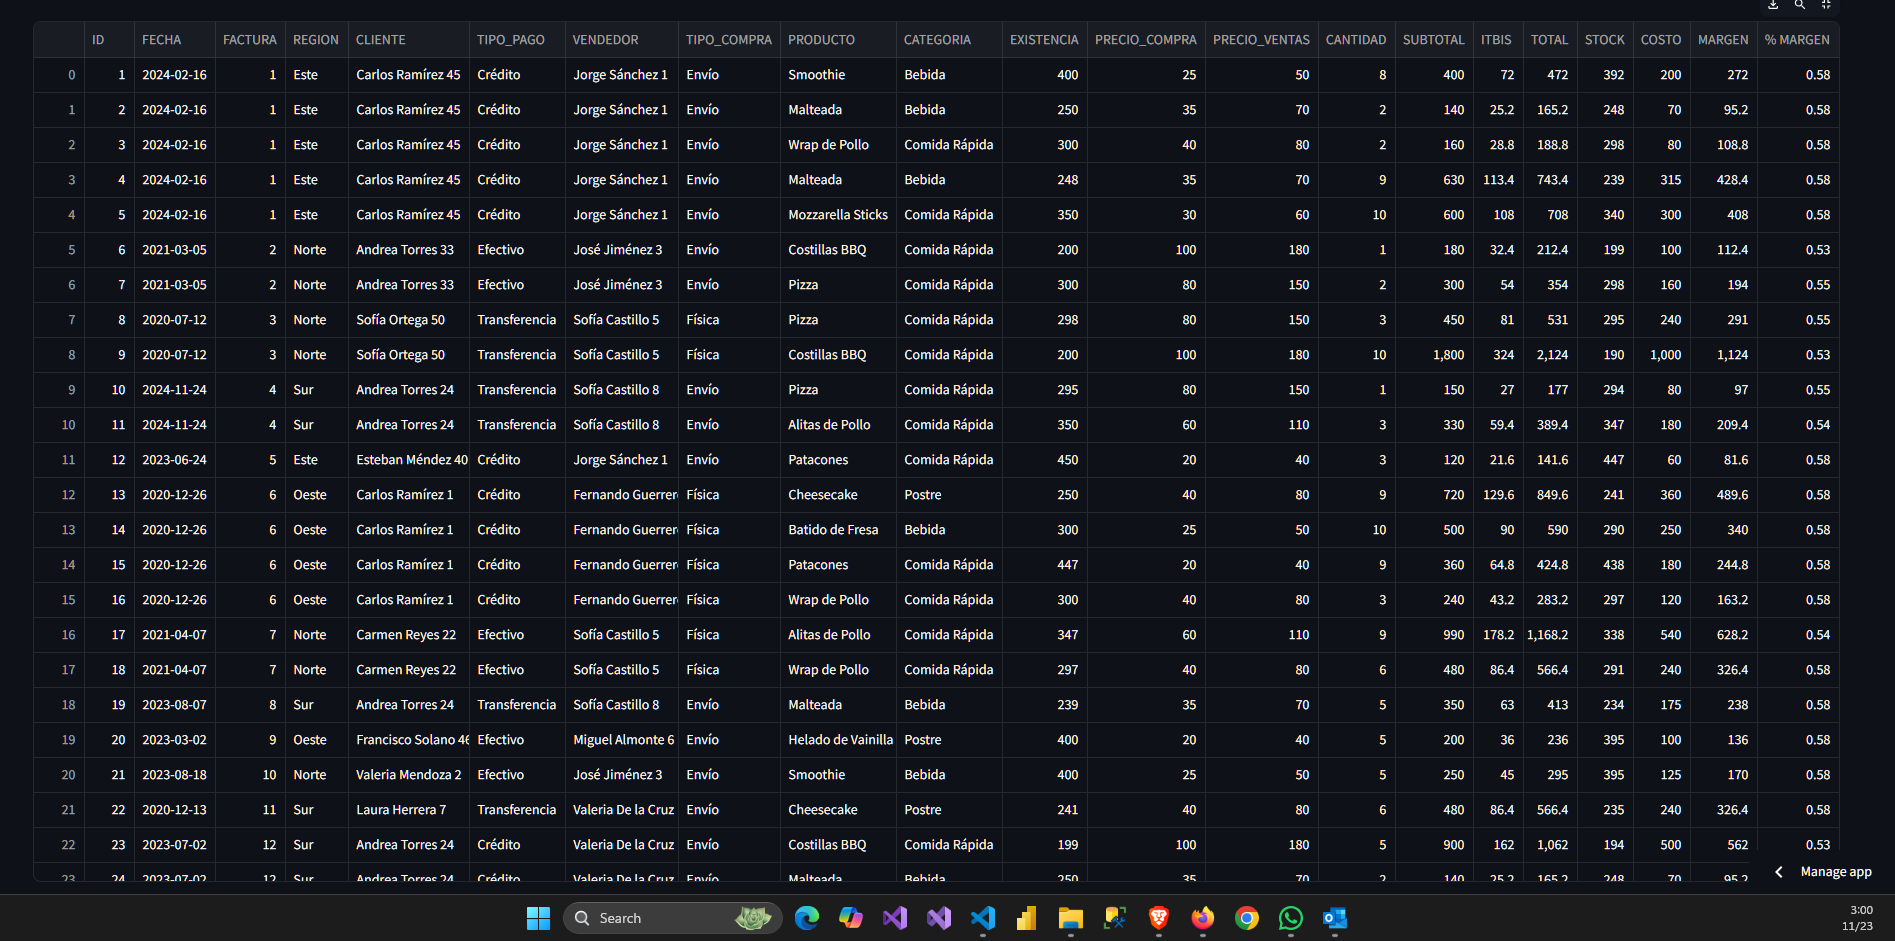 ID FECHA FACTURA REGION CLIENTE TIPO_PAGO VENDEDOR TIPO_COMPRA PRODUCTO CATEGORIA EXISTENCIA PRECIO_COMPRA PRECIO_VENTAS CANTIDAD SUBTOTAL ITBIS TOTAL STOCK COSTO MARGEN % MARGEN
0 1 2024-02-16 1 Este Carlos Ramírez 45 Crédito Jorge Sánchez 1 Envío Smoothie Bebida 400 25 50 8 400 72 472 392 200 272 0.58
1 2 2024-02-16 1 Este Carlos Ramírez 45 Crédito Jorge Sánchez 1 Envío Malteada Bebida 250 35 70 2 140 25.2 165.2 248 70 95.2 0.58
2 3 2024-02-16 1 Este Carlos Ramírez 45 Crédito Jorge Sánchez 1 Envío Wrap de Pollo Comida Rápida 300 40 80 2 160 28.8 188.8 298 80 108.8 0.58
3 4 2024-02-16 1 Este Carlos Ramírez 45 Crédito Jorge Sánchez 1 Envío Malteada Bebida 248 35 70 9 630 113.4 743.4 239 315 428.4 0.58
4 5 2024-02-16 1 Este Carlos Ramírez 45 Crédito Jorge Sánchez 1 Envío Mozzarella Sticks Comida Rápida 350 30 60 10 600 108 708 340 300 408 0.58
5 6 2021-03-05 2 Norte Andrea Torres 33 Efectivo José Jiménez 3 Envío Costillas BBQ Comida Rápida 200 100 180 1 180 32.4 212.4 199 100 112.4 0.53
6 7 2021-03-05 2 Norte Andrea Torres 33 Efectivo José Jiménez 3 Envío Pizza Comida Rápida 300 80 150 2 300 54 354 298 160 194 0.55
7 8 2020-07-12 3 Norte Sofía Ortega 50 Transferencia Sofía Castillo 5 Física Pizza Comida Rápida 298 80 150 3 450 81 531 295 240 291 0.55
8 9 2020-07-12 3 Norte Sofía Ortega 50 Transferencia Sofía Castillo 5 Física Costillas BBQ Comida Rápida 200 100 180 10 1,800 324 2,124 190 1,000 1,124 0.53
9 10 2024-11-24 4 Sur Andrea Torres 24 Transferencia Sofía Castillo 8 Envío Pizza Comida Rápida 295 80 150 1 150 27 177 294 80 97 0.55
10 11 2024-11-24 4 Sur Andrea Torres 24 Transferencia Sofía Castillo 8 Envío Alitas de Pollo Comida Rápida 350 60 110 3 330 59.4 389.4 347 180 209.4 0.54
11 12 2023-06-24 5 Este Esteban Méndez 40 Crédito Jorge Sánchez 1 Envío Patacones Comida Rápida 450 20 40 3 120 21.6 141.6 447 60 81.6 0.58
12 13 2020-12-26 6 Oeste Carlos Ramírez 1 Crédito Fernando Guerrer Física Cheesecake Postre 250 40 80 9 720 129.6 849.6 241 360 489.6 0.58
13 14 2020-12-26 6 Oeste Carlos Ramírez 1 Crédito Fernando Guerrer Física Batido de Fresa Bebida 300 25 50 10 500 90 590 290 250 340 0.58
14 15 2020-12-26 6 Oeste Carlos Ramírez 1 Crédito Fernando Guerrer Física Patacones Comida Rápida 447 20 40 9 360 64.8 424.8 438 180 244.8 0.58
15 16 2020-12-26 6 Oeste Carlos Ramírez 1 Crédito Fernando Guerrer Física Wrap de Pollo Comida Rápida 300 40 80 3 240 43.2 283.2 297 120 163.2 0.58
16 17 2021-04-07 7 Norte Carmen Reyes 22 Efectivo Sofía Castillo 5 Física Alitas de Pollo Comida Rápida 347 60 110 9 990 178.2 1,168.2 338 540 628.2 0.54
17 18 2021-04-07 7 Norte Carmen Reyes 22 Efectivo Sofía Castillo 5 Física Wrap de Pollo Comida Rápida 297 40 80 6 480 86.4 566.4 291 240 326.4 0.58
18 19 2023-08-07 8 Sur Andrea Torres 24 Transferencia Sofía Castillo 8 Envío Malteada Bebida 239 35 70 5 350 63 413 234 175 238 0.58
19 20 2023-03-02 9 Oeste Francisco Solano 46 Efectivo Miguel Almonte 6 Envío Helado de Vainilla Postre 400 20 40 5 200 36 236 395 100 136 0.58
20 21 2023-08-18 10 Norte Valeria Mendoza 2 Efectivo José Jiménez 3 Envío Smoothie Bebida 400 25 50 5 250 45 295 395 125 170 0.58
21 22 2020-12-13 11 Sur Laura Herrera 7 Transferencia Valeria De la Cruz Envío Cheesecake Postre 241 40 80 6 480 86.4 566.4 235 240 326.4 0.58
22 23 2023-07-02 12 Sur Andrea Torres 24 Crédito Valeria De la Cruz Envío Costillas BBQ Comida Rápida 199 100 180 5 900 162 1,062 194 500 562 0.53
23 24 2023-07-02 12 Sur Andrea Torres 24 Crédito Valeria De la Cruz Envío Malteada Bebida 250 35 70 2 140 25.2 165.2 248 70 95.2
Manage app
Search
3:00
11/23